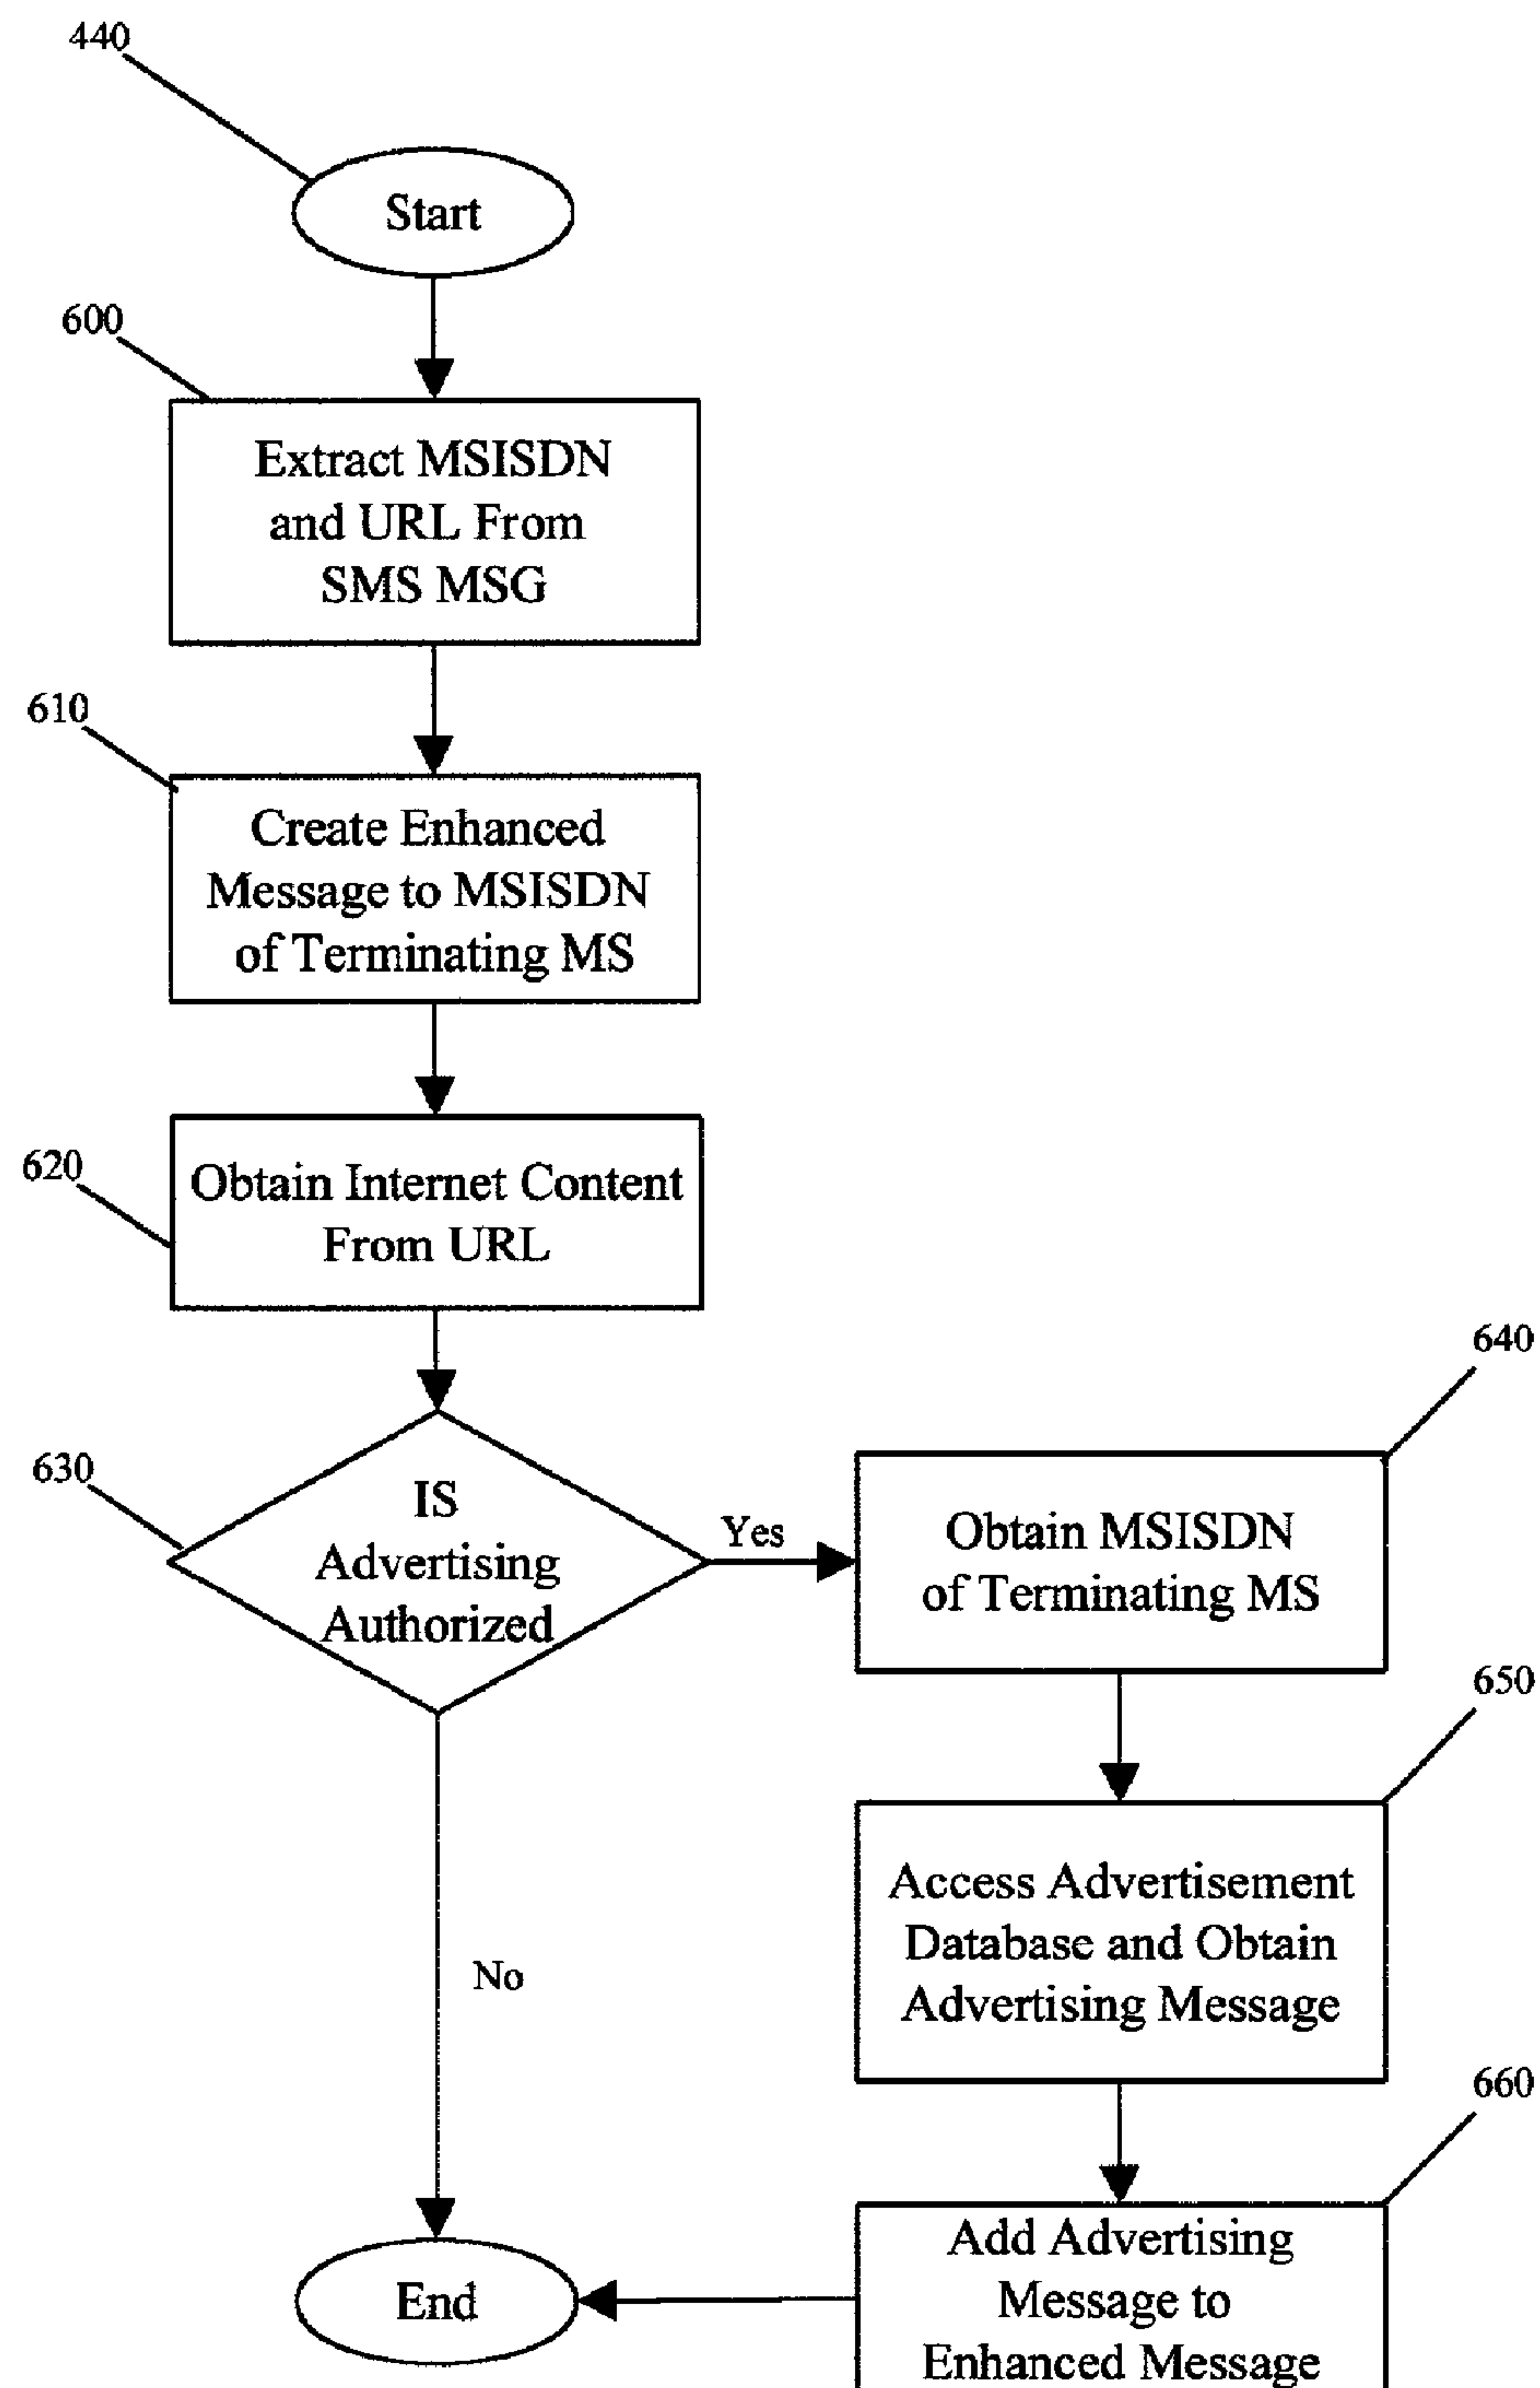 440
Start
600
Extract MSISDN
and URL From
SMS MSG
610
Create Enhanced
Message to MSISDN
of Terminating MS
620
Obtain Internet Content
From URL
630
IS
Advertising
Authorized
Yes
640
Obtain MSISDN
of Terminating MS
650
Access Advertisement
Database and Obtain
Advertising Message
No
660
Add Advertising
Message to
Enhanced Message
End